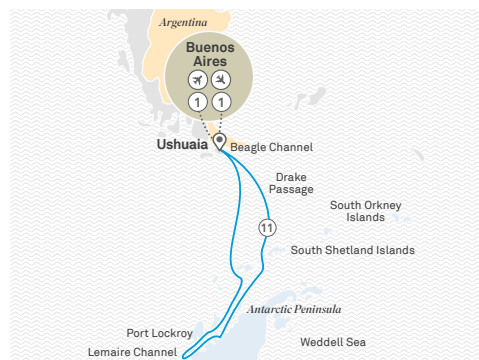 Argentina
Buenos
Aires
1 1
Ushuaia
Beagle Channel
Drake
Passage
South Orkney
Islands
11
South Shetland Islands
Antarctic Peninsula
Port Lockroy
Weddell Sea
Lemaire Channel